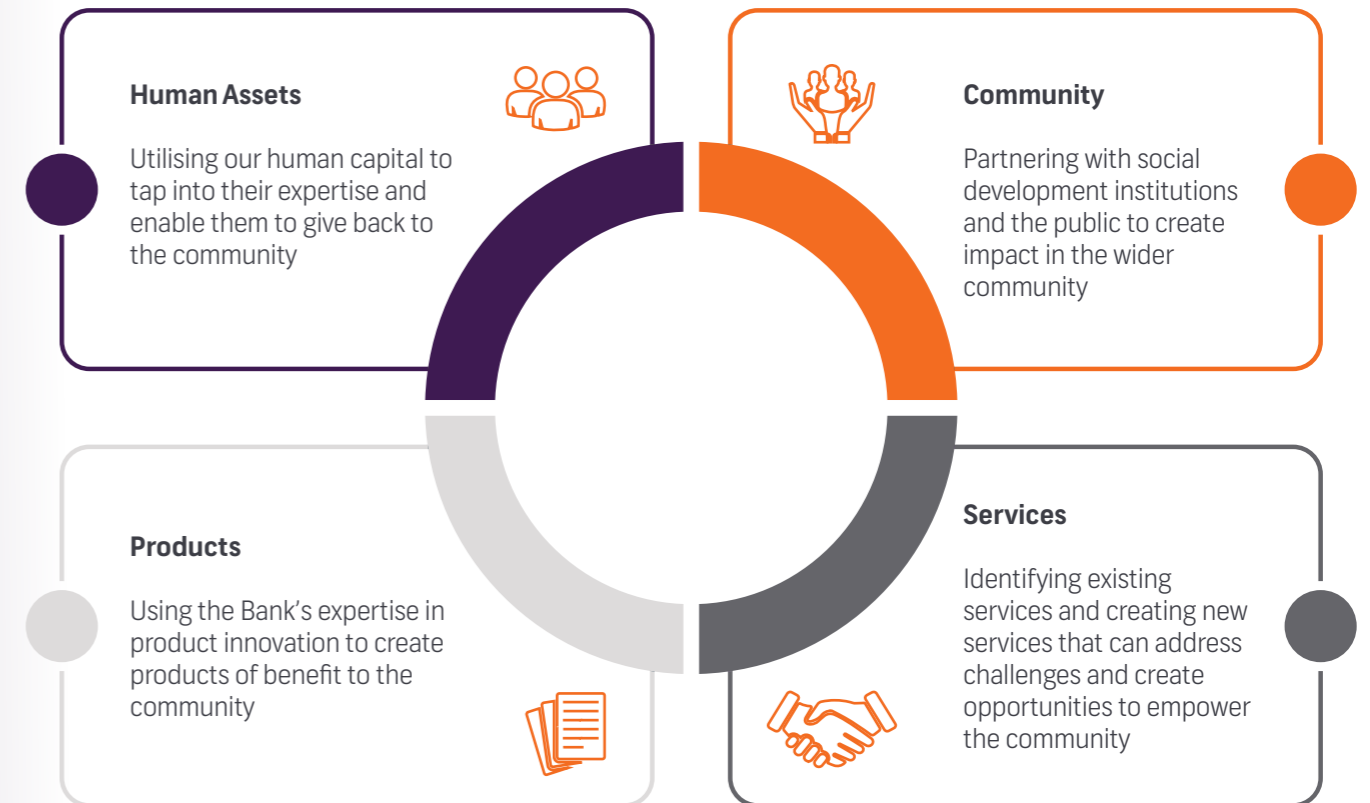 Human Assets
Utilising our human capital to
tap into their expertise and
enable them to give back to
the community
Community
Partnering with social
development institutions
and the public to create
impact in the wider
community
Products
Using the Bank’s expertise in
product innovation to create
products of benefit to the
community
Services
Identifying existing
services and creating new
services that can address
challenges and create
opportunities to empower
the community